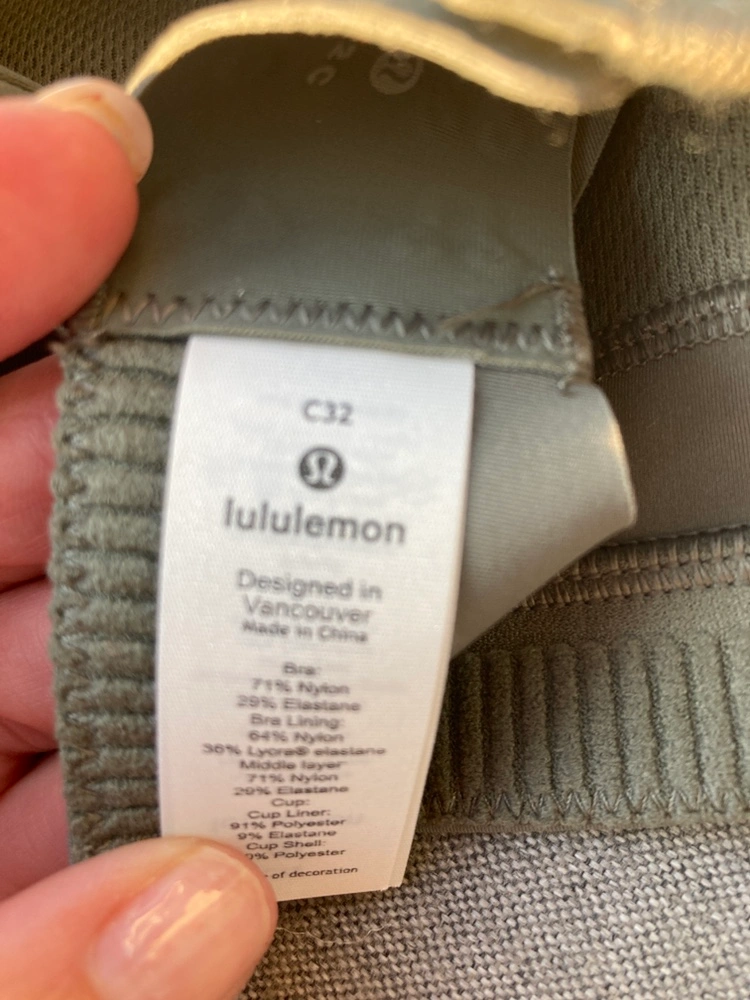 C32
lululemon
Designed in
Vancouver
Made in China
Bra:
71% Nylon
29% Elastane
Bra Lining:
64% Nylon
36% Lycra® elastane
Middle layer
71% Nylon
29% Elastane
Cup:
Cup Liner:
91% Polyester
9% Elastane
Cup Shell:
% Polyester
of decoration